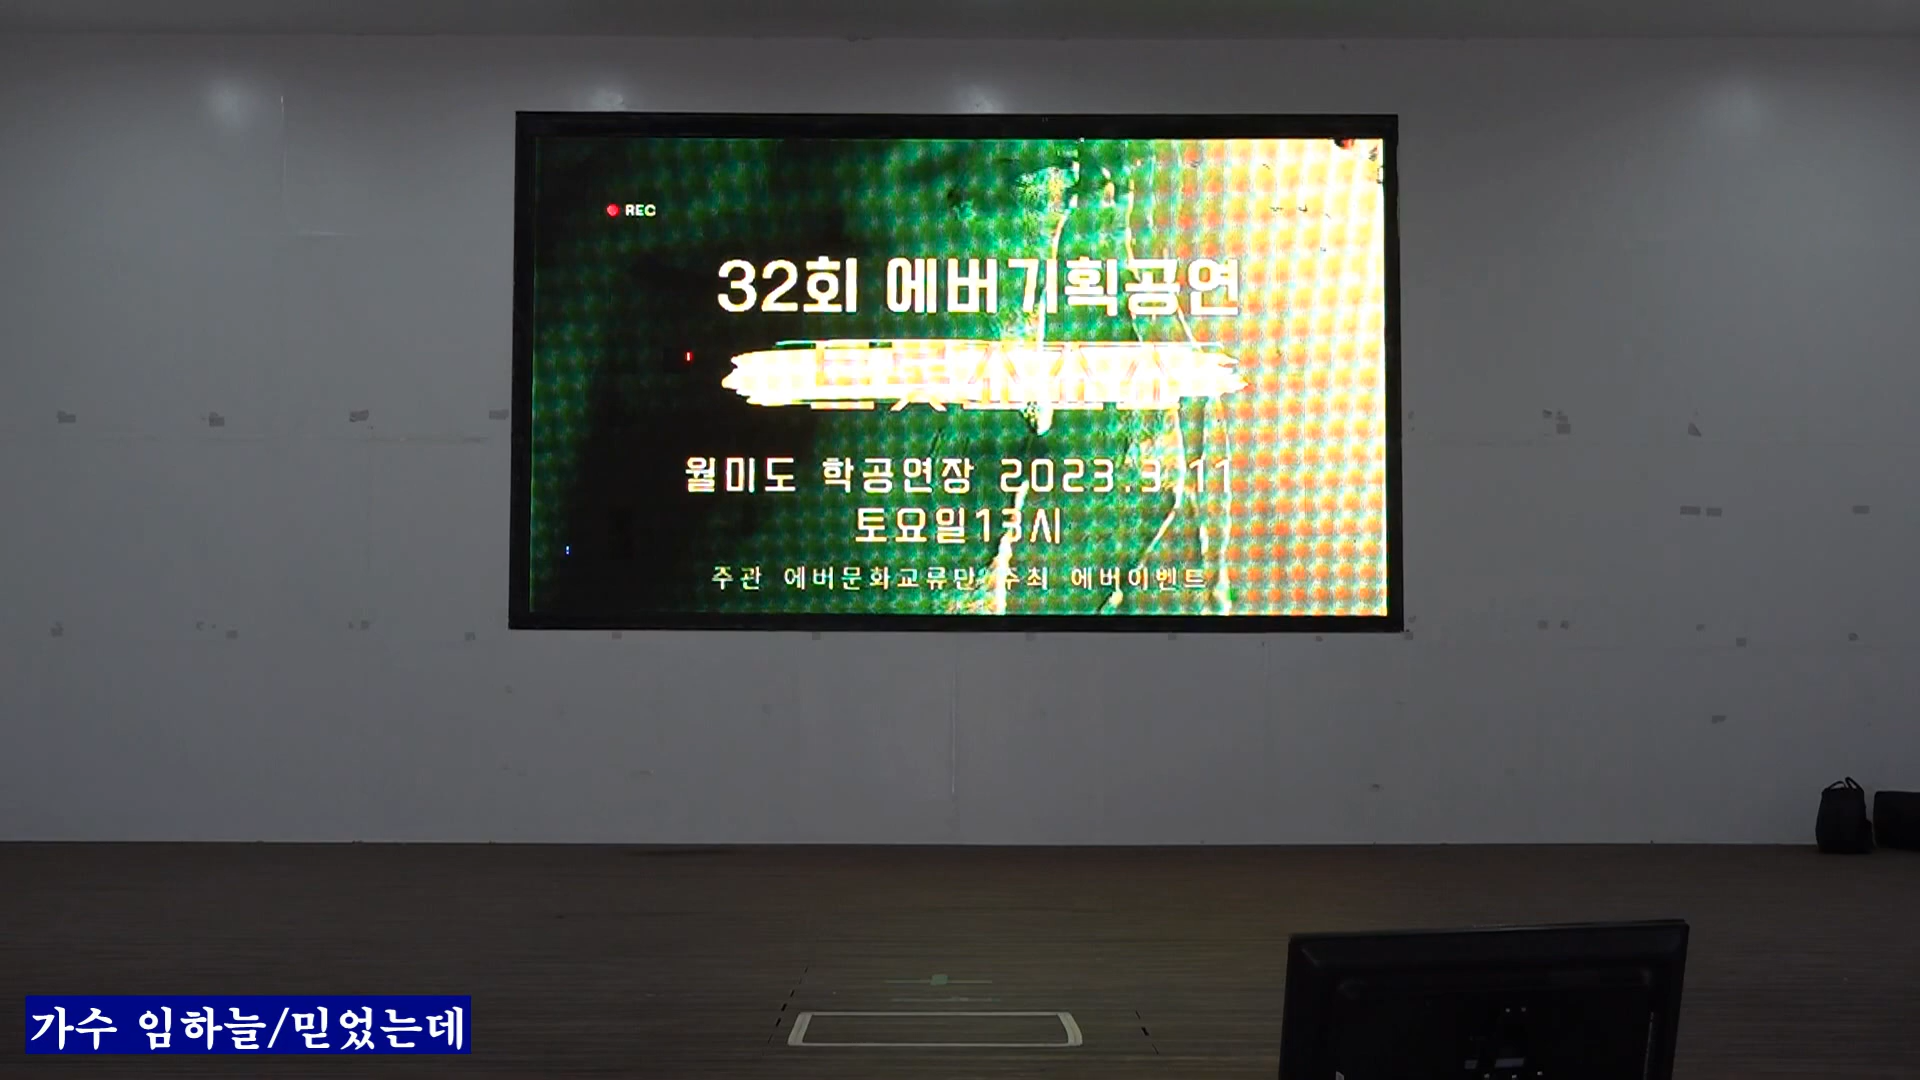 REC
32회 에버기획공연
월미도 학공연장 2023.3.11
토요일13시
주관 에버문화교류만 주최 에버이벤트
가수 임하늘/믿었는데